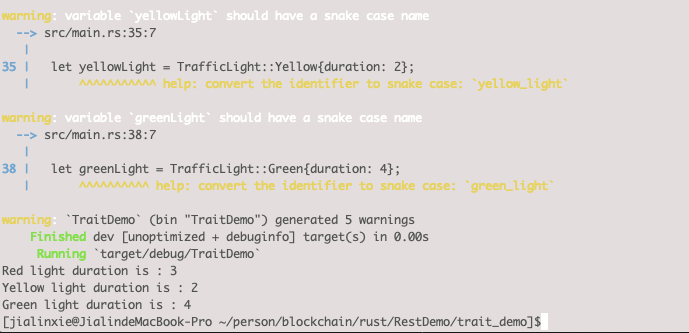 warning: variable `yellowLight` should have a snake case name
  --> src/main.rs:35:7
   |
35 |   let yellowLight = TrafficLight::Yellow{duration: 2};
   |       ^^^^^^^^^^^ help: convert the identifier to snake case: `yellow_light`
warning: variable `greenLight` should have a snake case name
  --> src/main.rs:38:7
   |
38 |   let greenLight = TrafficLight::Green{duration: 4};
   |       ^^^^^^^^^^ help: convert the identifier to snake case: `green_light`
warning: `TraitDemo` (bin "TraitDemo") generated 5 warnings
    Finished dev [unoptimized + debuginfo] target(s) in 0.00s
     Running `target/debug/TraitDemo`
Red light duration is : 3
Yellow light duration is : 2
Green light duration is : 4
[jialinxie@JialindeMacBook-Pro ~/person/blockchain/rust/RestDemo/trait_demo]$